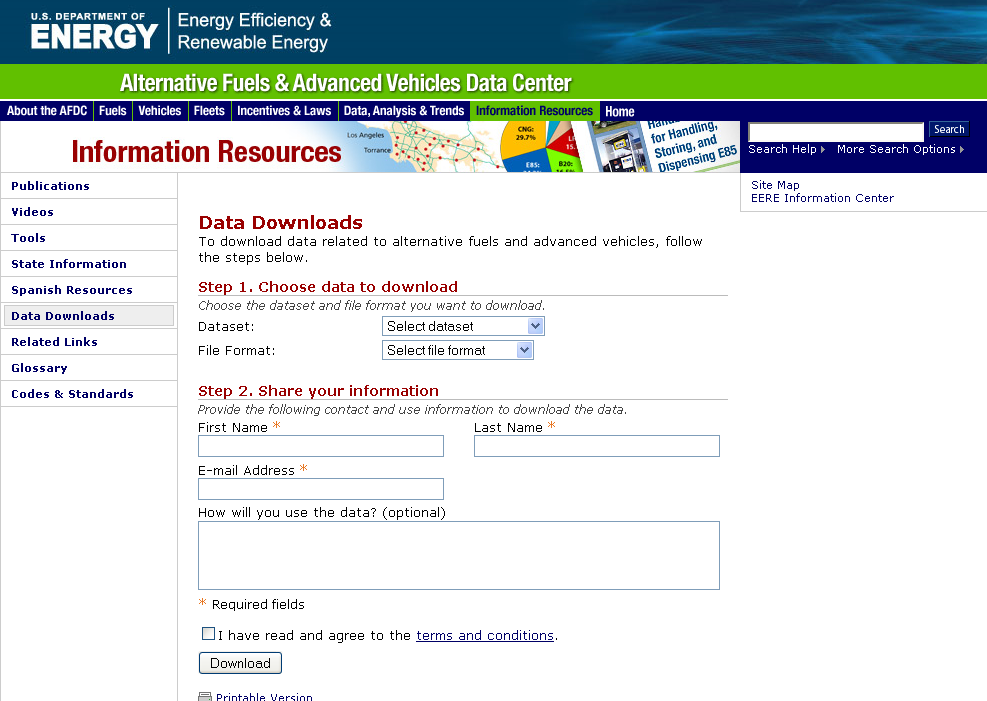 U.S. DEPARTMENT OF
ENERGY
Energy Efficiency &
Renewable Energy
Alternative Fuels & Advanced Vehicles Data Center
About the AFDC Fuels Vehicles Fleets Incentives & Laws Data, Analysis & Trends Information Resources Home
Information Resources
Los Angeles
Torrance
CNG:
29.7%
15.
E85:
B20:
for Handling,
Storing, and
Dispensing E85
Search
Search Help
More Search Options
Site Map
EERE Information Center
Publications
Videos
Tools
State Information
Spanish Resources
Data Downloads
Related Links
Glossary
Codes & Standards
Data Downloads
To download data related to alternative fuels and advanced vehicles, follow
the steps below.
Step 1. Choose data to download
Choose the dataset and file format you want to download.
Dataset: Select dataset
File Format: Select file format
Step 2. Share your information
Provide the following contact and use information to download the data.
First Name * Last Name *
E-mail Address *
How will you use the data? (optional)
* Required fields
I have read and agree to the terms and conditions.
Download
Printable Version